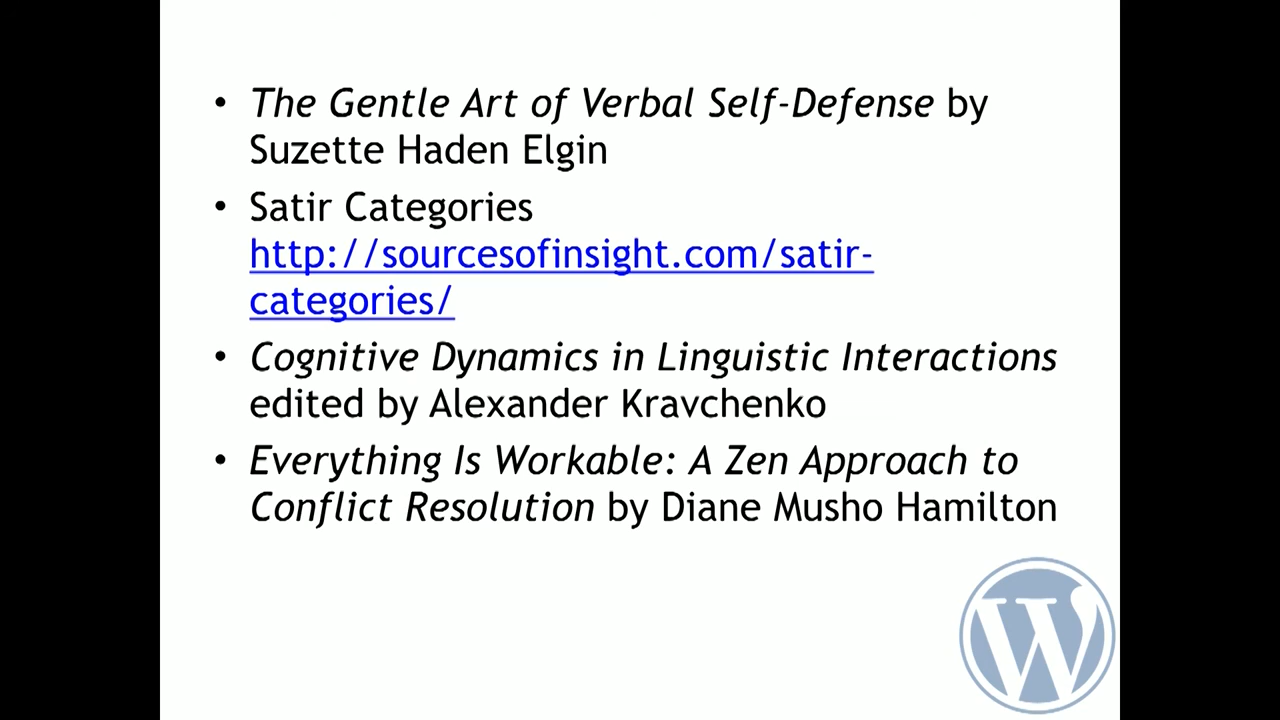 • The Gentle Art of Verbal Self-Defense by
Suzette Haden Elgin
• Satir Categories
http://sourcesofinsight.com/satir-
categories/
• Cognitive Dynamics in Linguistic Interactions
edited by Alexander Kravchenko
• Everything Is Workable: A Zen Approach to
Conflict Resolution by Diane Musho Hamilton
W